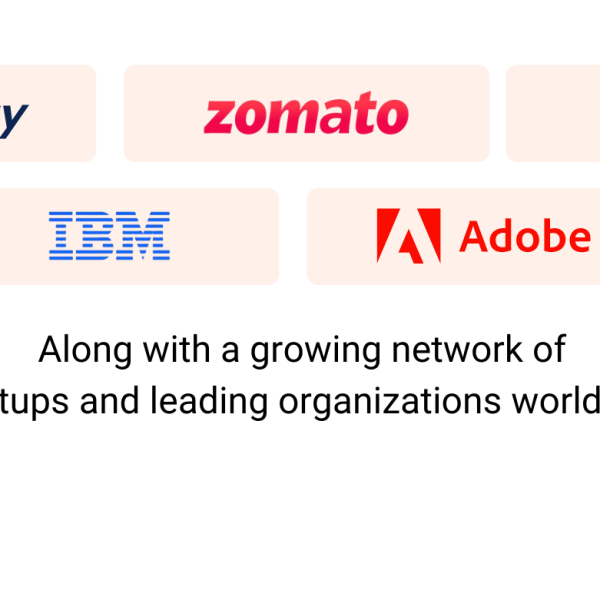 y
zomato
IBM
Adobe
Along with a growing network of
tups and leading organizations world